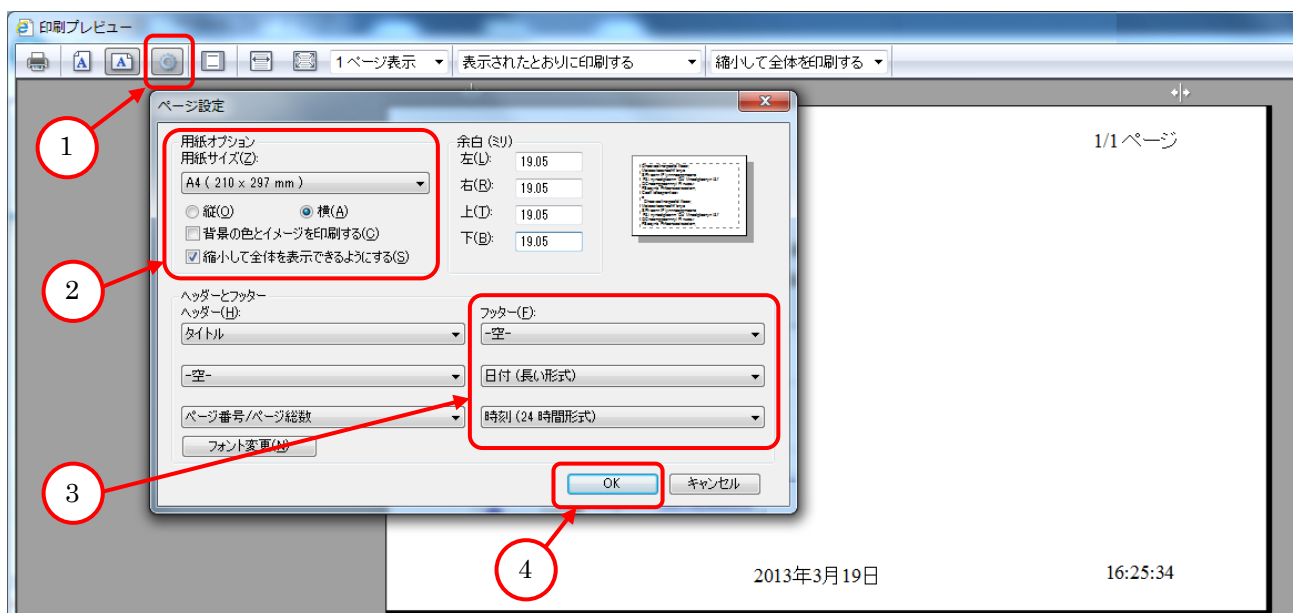 印刷プレビュー
1 ページ表示 表示されたとおりに印刷する 縮小して全体を印刷する
ページ設定
1
1/1 ページ
用紙オプション
用紙サイズ(Z):
A4 ( 210 x 297 mm )
縦(O) 横(A)
背景の色とイメージを印刷する(C)
縮小して全体を表示できるようにする(S)
余白 (ミリ)
左(L): 19.05
右(R): 19.05
上(T): 19.05
下(B): 19.05
2
ヘッダーとフッター
ヘッダー(H):
タイトル
-空-
ページ番号/ページ総数
フォント変更(N)
フッター(F):
-空-
日付 (長い形式)
時刻 (24 時間形式)
3
OK キャンセル
4
2013年3月19日 16:25:34